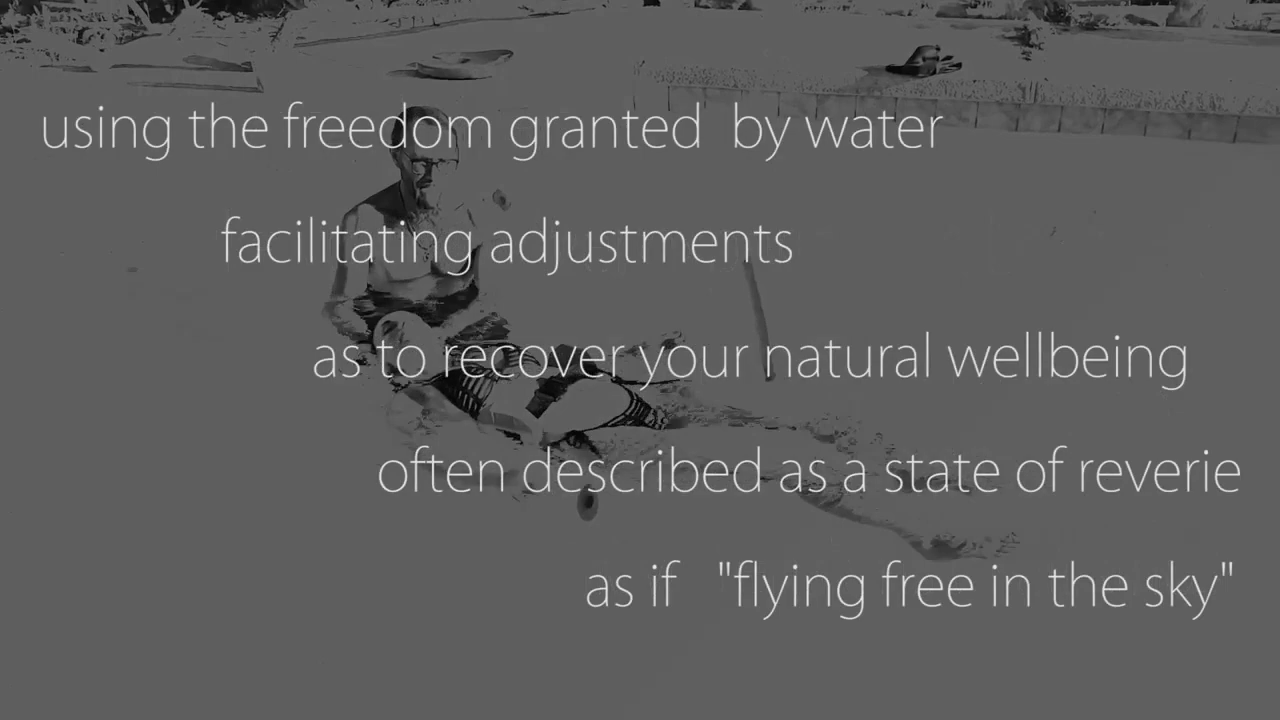 using the freedom granted  by water
facilitating adjustments
as to recover your natural wellbeing
often described as a state of reverie
as if   "flying free in the sky"